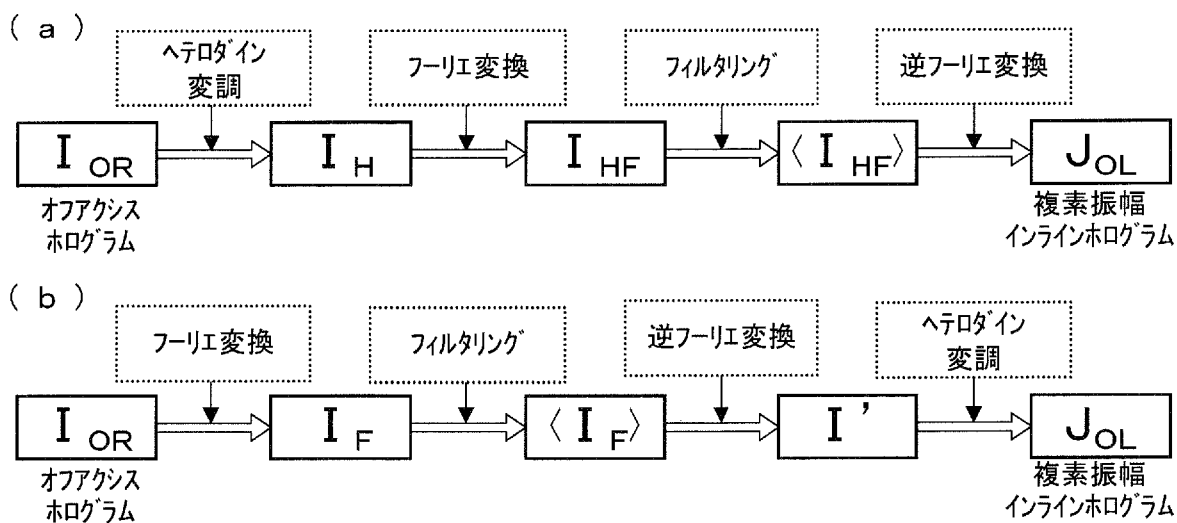 ( a )
ヘテロダイン
変調
フーリエ変換
フィルタリング
逆フーリエ変換
I OR
I H
I HF
〈 I HF 〉
J OL
オフアクシス
ホログラム
複素振幅
インラインホログラム
( b )
フーリエ変換
フィルタリング
逆フーリエ変換
ヘテロダイン
変調
I OR
I F
〈 I F 〉
I ’
J OL
オフアクシス
ホログラム
複素振幅
インラインホログラム